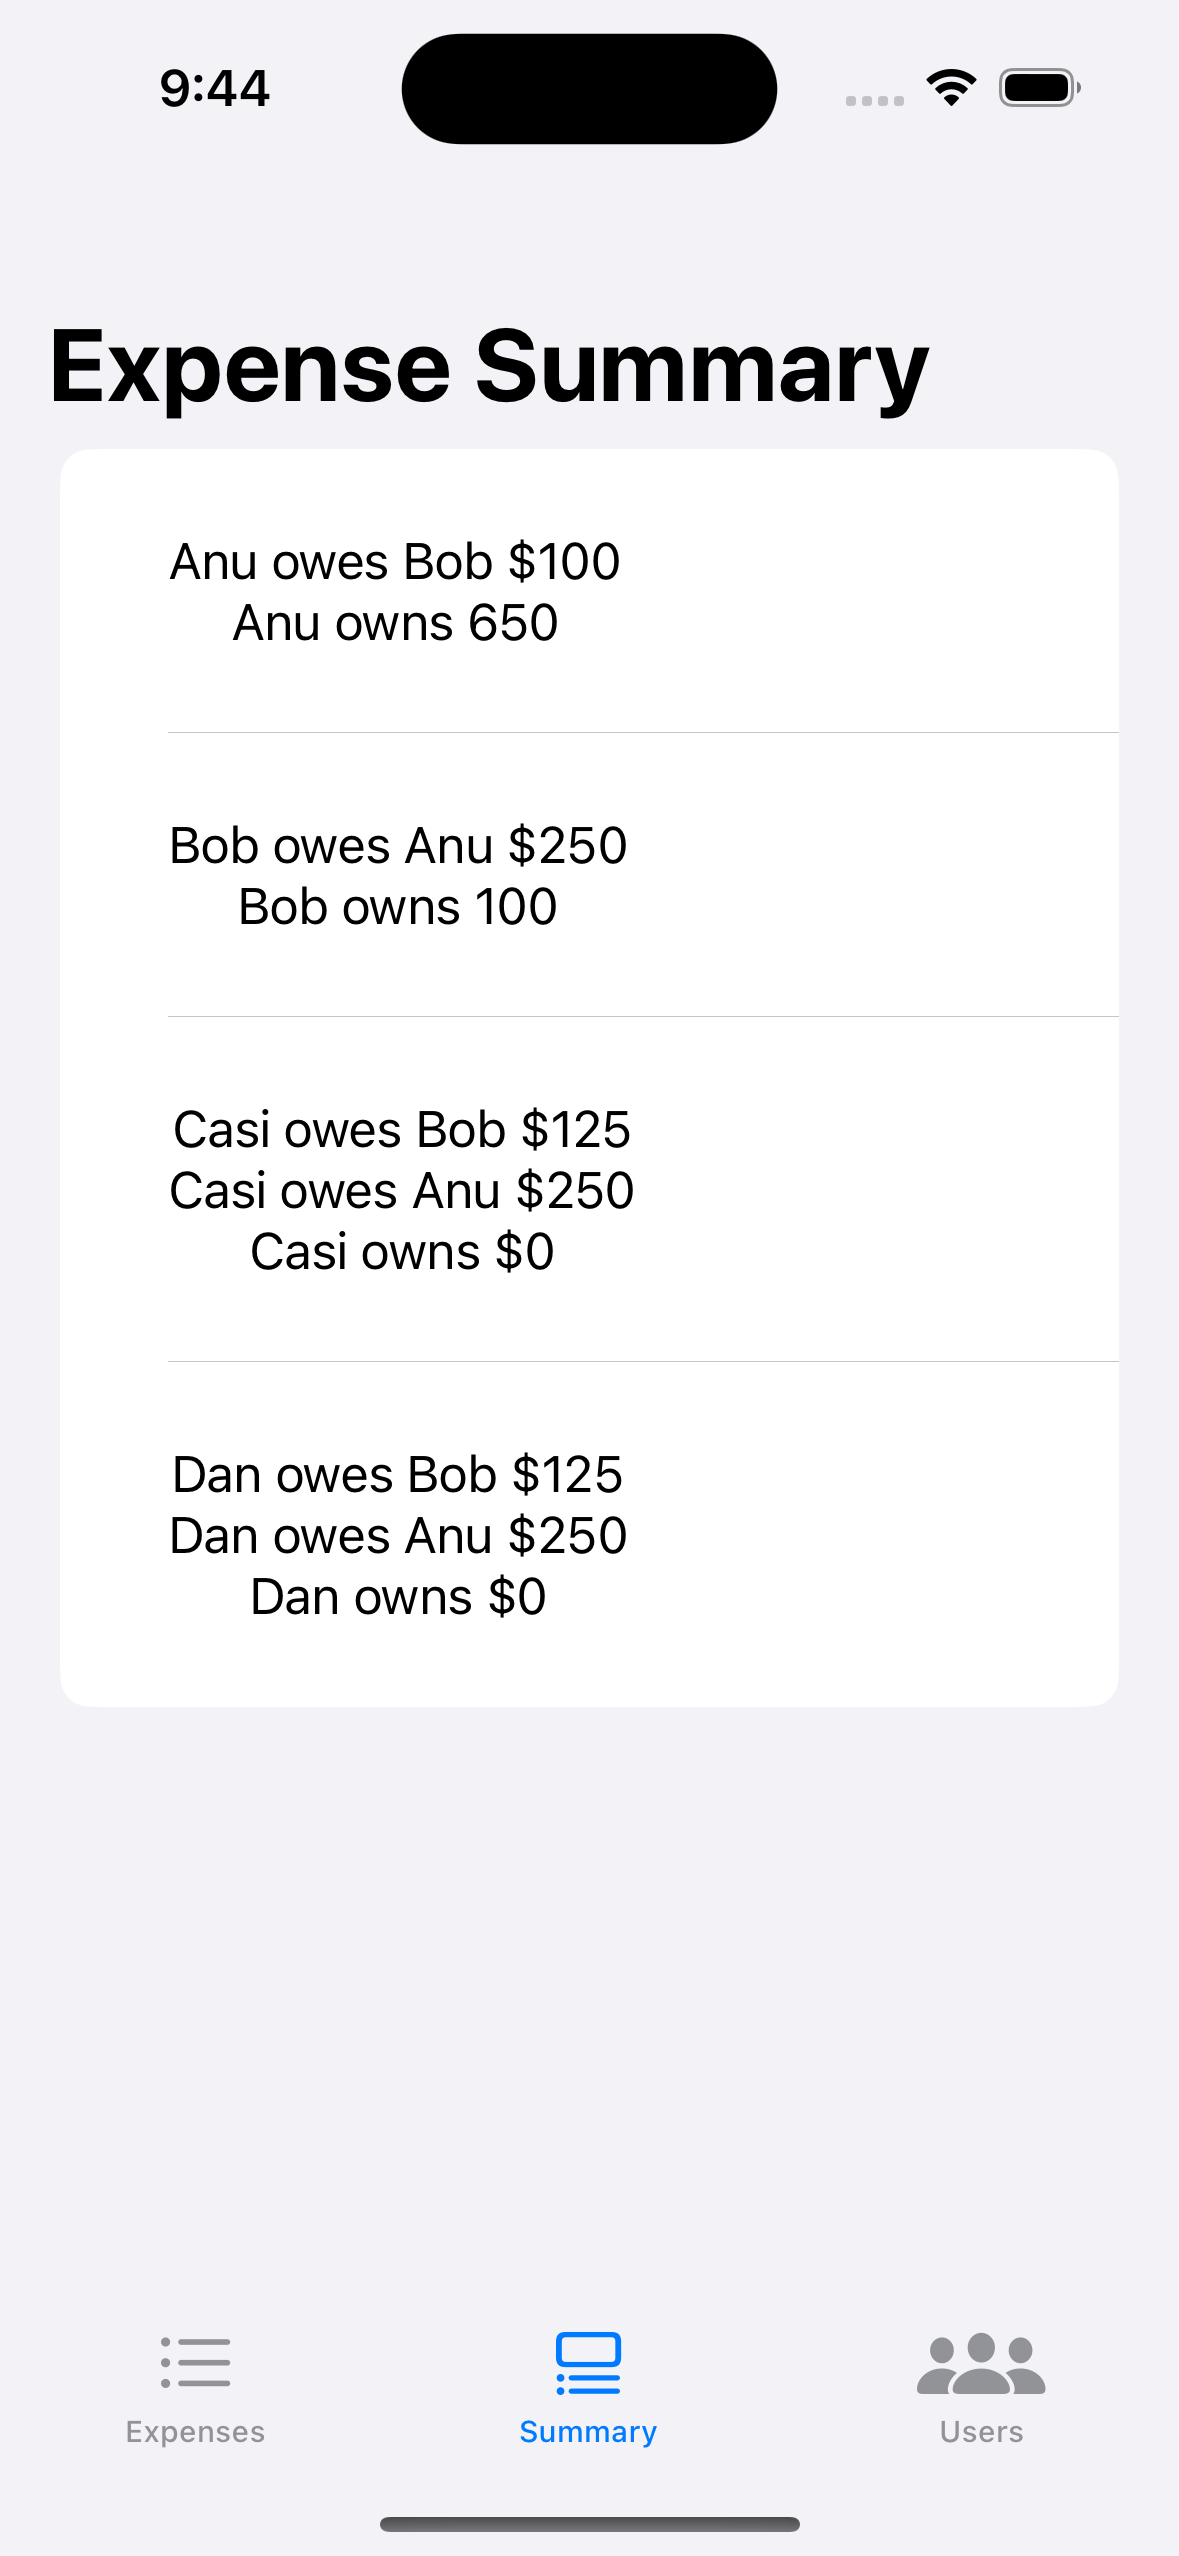 9:44
Expense Summary
Anu owes Bob $100
Anu owns 650
Bob owes Anu $250
Bob owns 100
Casi owes Bob $125
Casi owes Anu $250
Casi owns $0
Dan owes Bob $125
Dan owes Anu $250
Dan owns $0
Expenses
Summary
Users